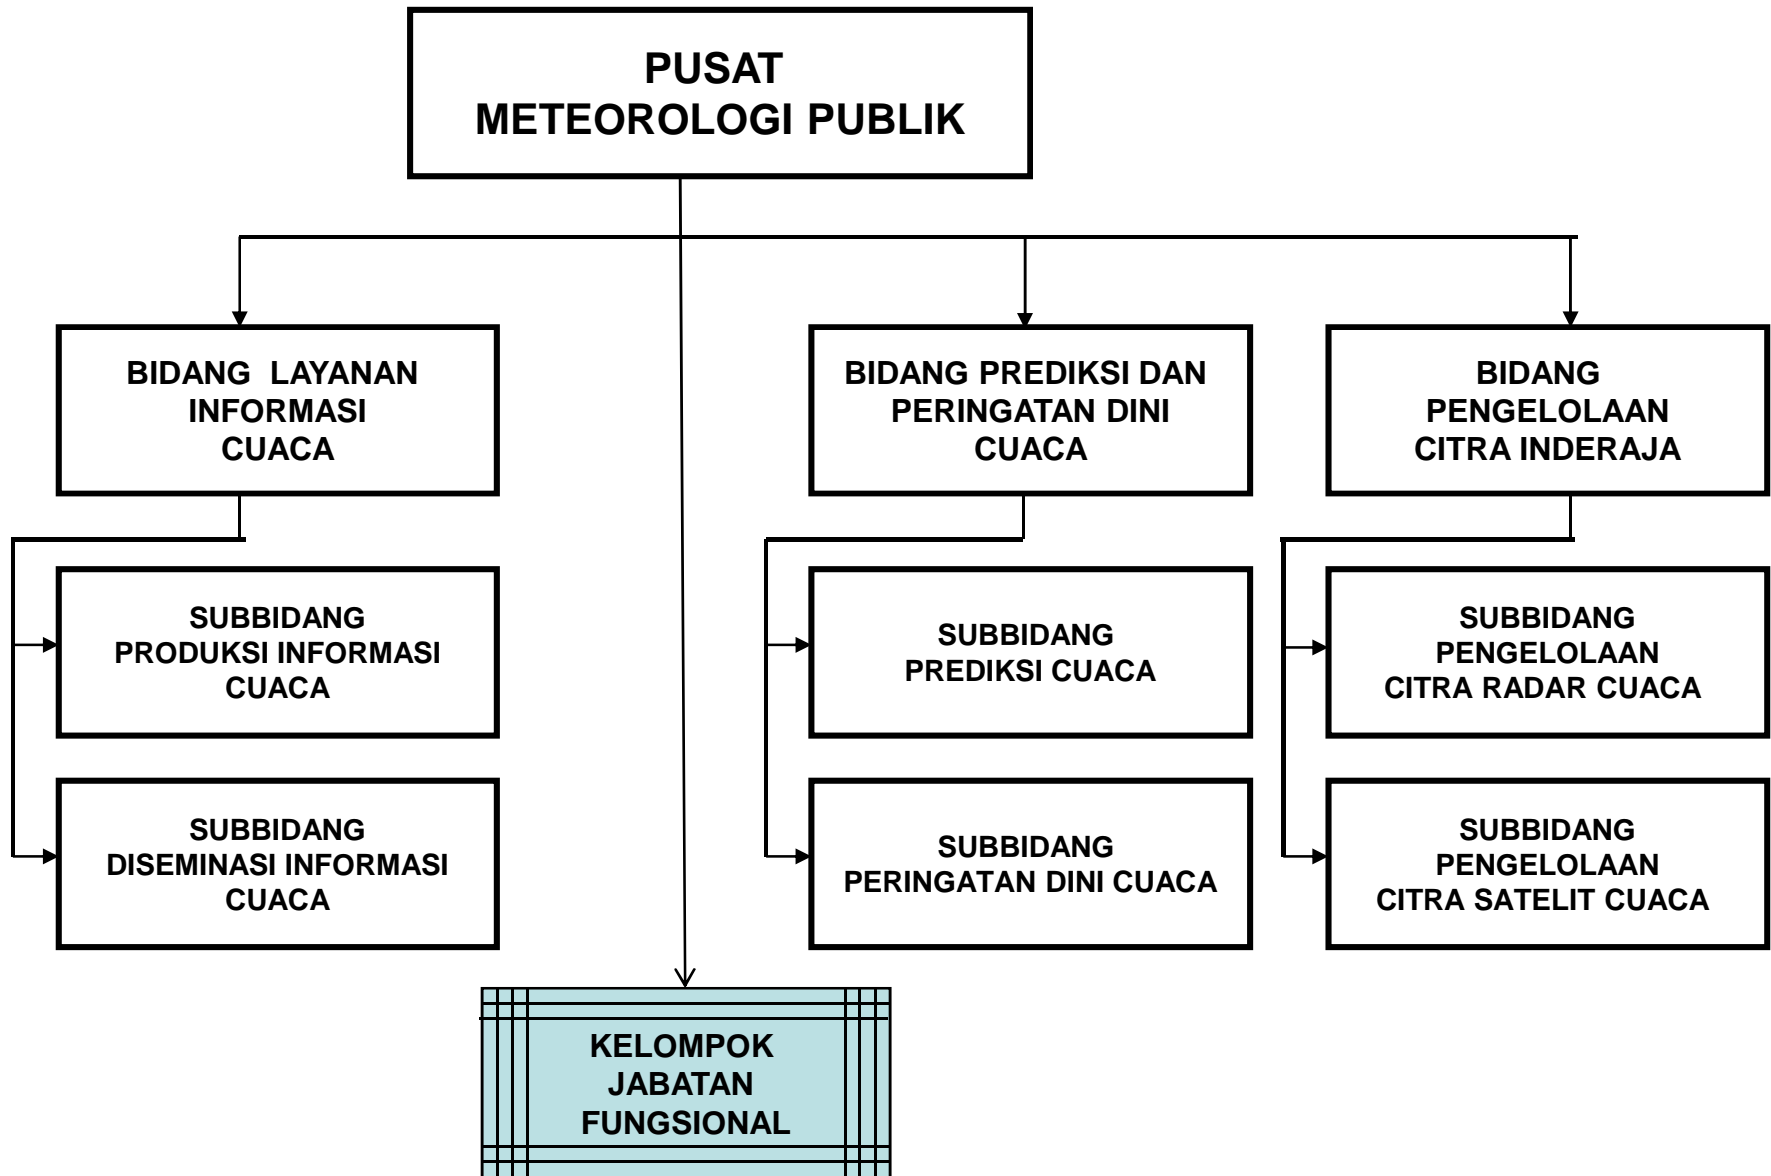 PUSAT
METEOROLOGI PUBLIK
BIDANG LAYANAN
INFORMASI
CUACA
BIDANG PREDIKSI DAN
PERINGATAN DINI
CUACA
BIDANG
PENGELOLAAN
CITRA INDERAJA
SUBBIDANG
PRODUKSI INFORMASI
CUACA
SUBBIDANG
PREDIKSI CUACA
SUBBIDANG
PENGELOLAAN
CITRA RADAR CUACA
SUBBIDANG
DISEMINASI INFORMASI
CUACA
SUBBIDANG
PERINGATAN DINI CUACA
SUBBIDANG
PENGELOLAAN
CITRA SATELIT CUACA
KELOMPOK
JABATAN
FUNGSIONAL